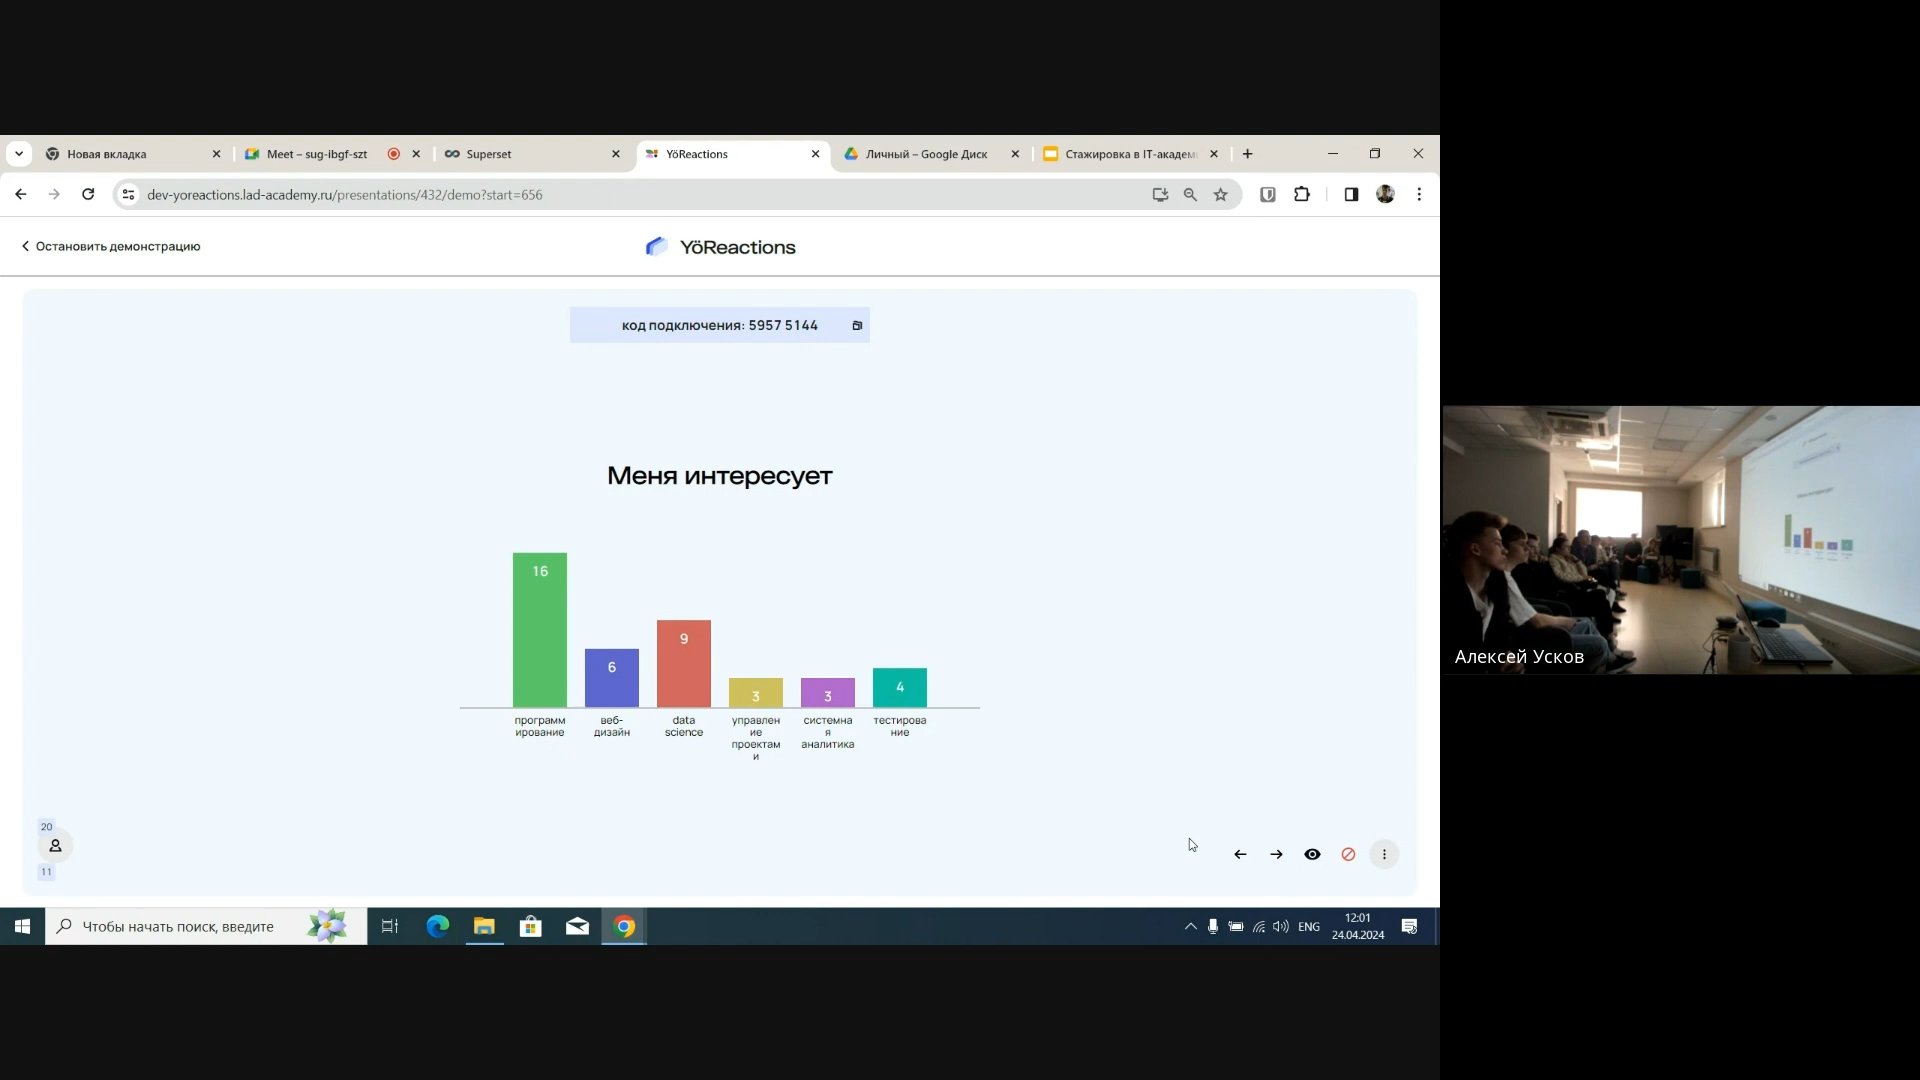 Новая вкладка
Meet – sug-ibgf-szt
Superset
YöReactions
Личный – Google Диск
Стажировка в IT-академ
dev-yoreactions.lad-academy.ru/presentations/432/demo?start=656
Остановить демонстрацию
YöReactions
код подключения: 5957 5144
Меня интересует
16
6
9
3
3
4
программ
ирование
веб-
дизайн
data
science
управлен
ие
проектам
и
системна
я
аналитика
тестирова
ние
20
11
Чтобы начать поиск, введите
ENG
12:01
24.04.2024
Алексей Усков